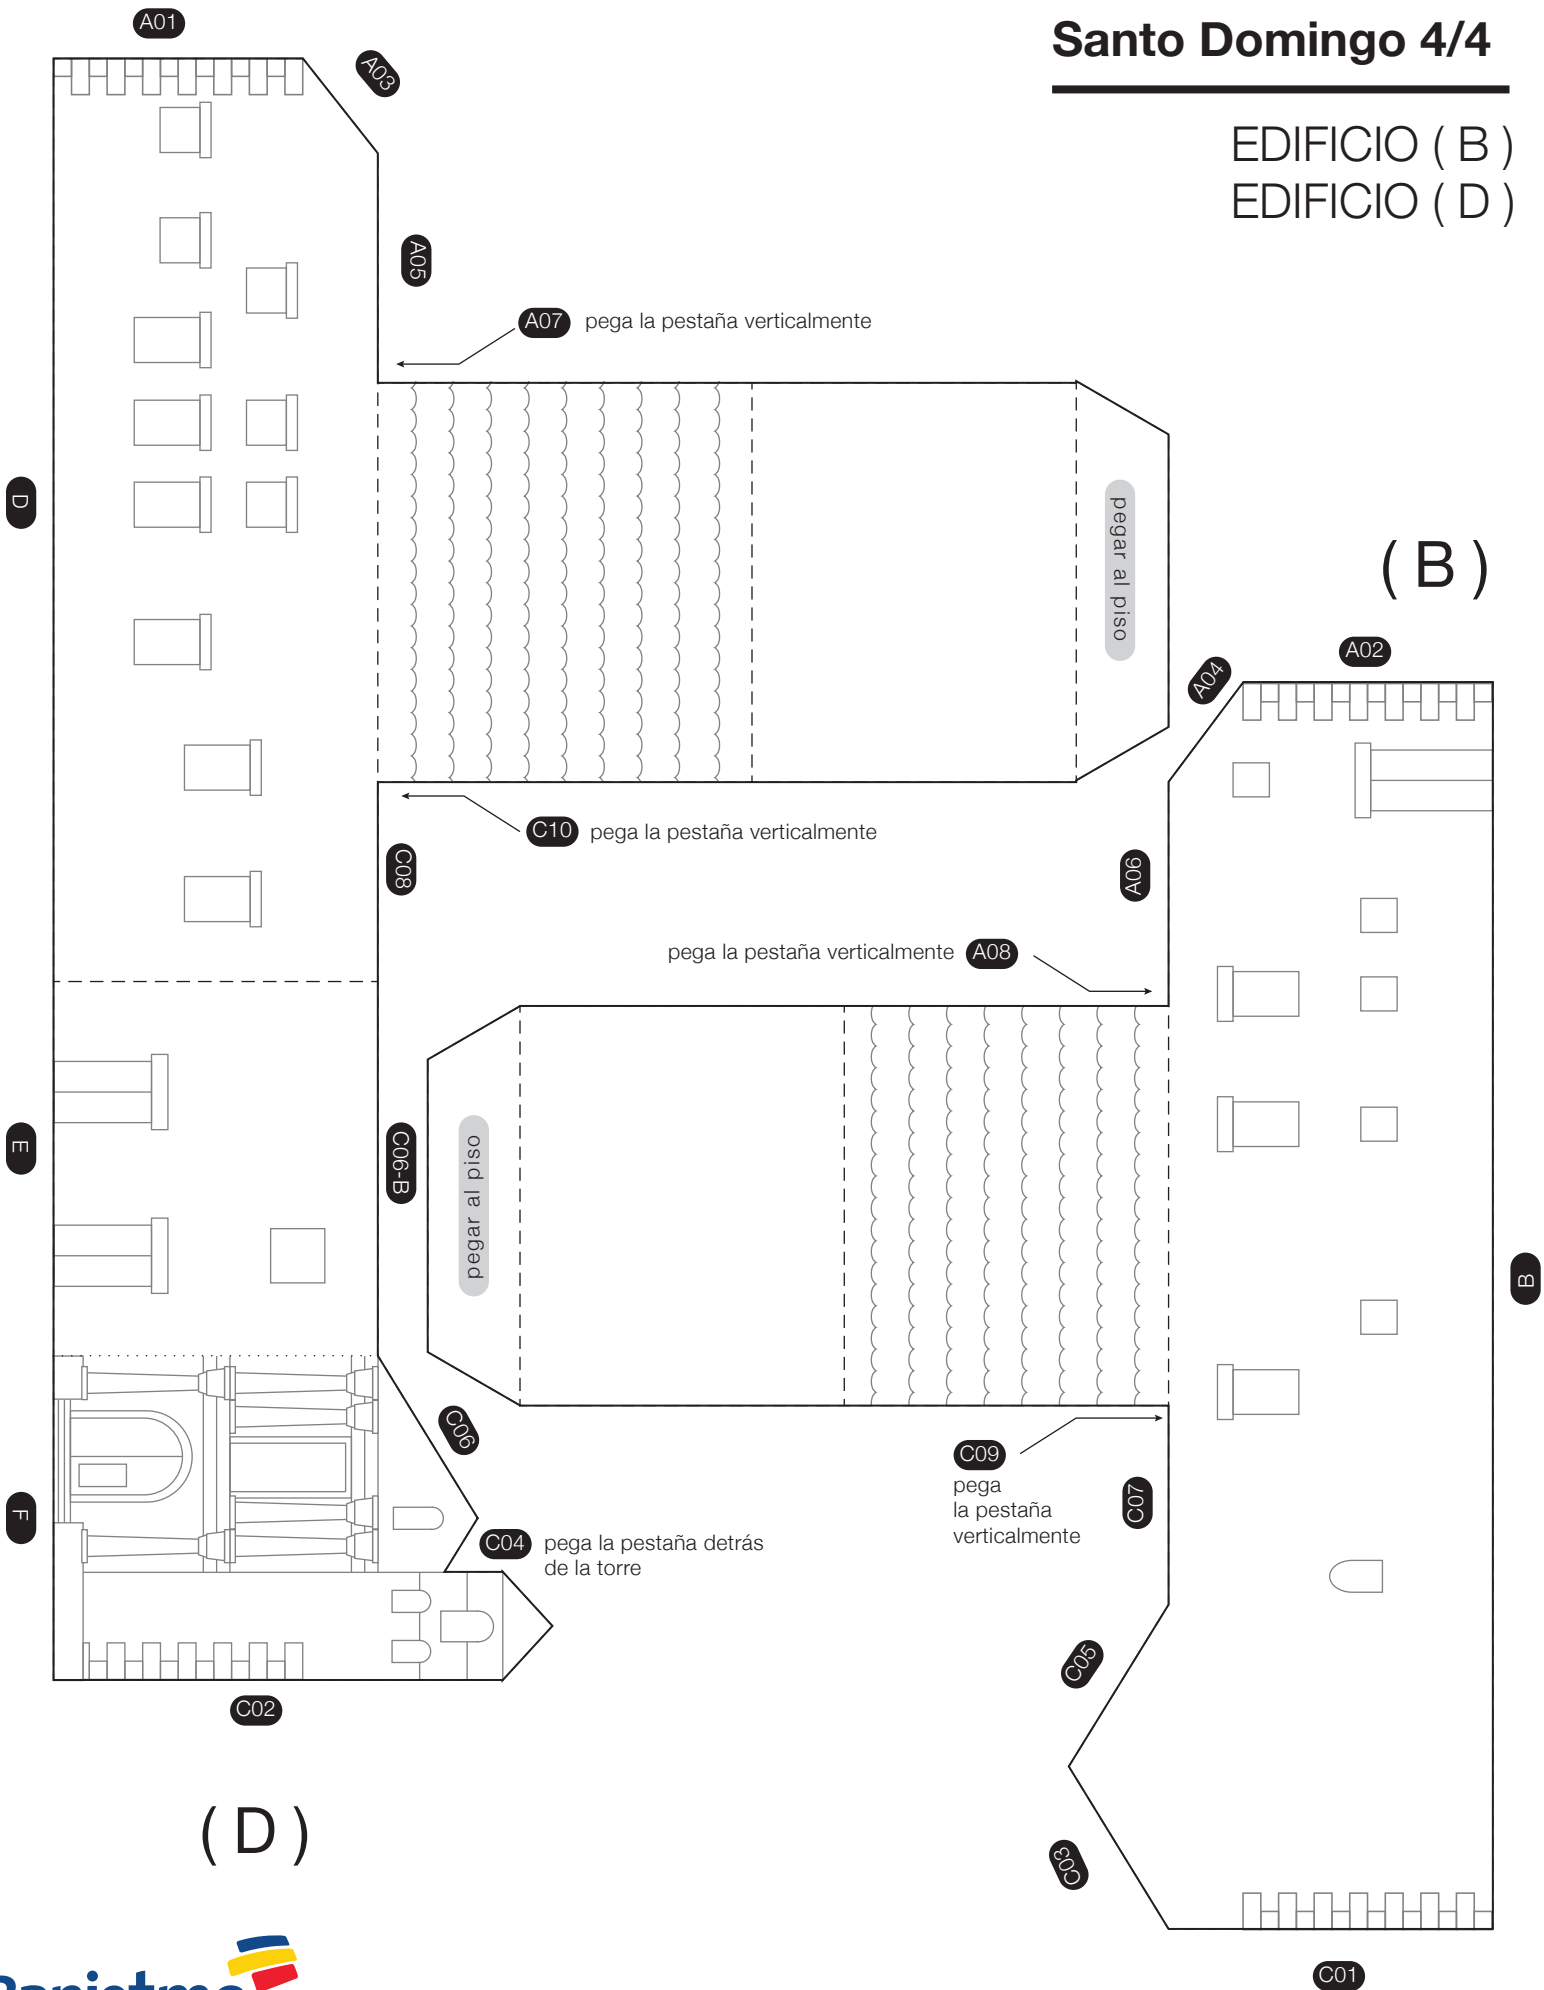 Santo Domingo 4/4
EDIFICIO ( B )
EDIFICIO ( D )
A01
A03
A05
A07 pega la pestaña verticalmente
D
pegar al piso
( B )
A02
A04
C10 pega la pestaña verticalmente
C08
A06
pega la pestaña verticalmente A08
E
C06-B
pegar al piso
B
C06
C09
pega
la pestaña
verticalmente
C07
F
C04 pega la pestaña detrás
de la torre
C05
C02
( D )
C03
C01
Banistmo